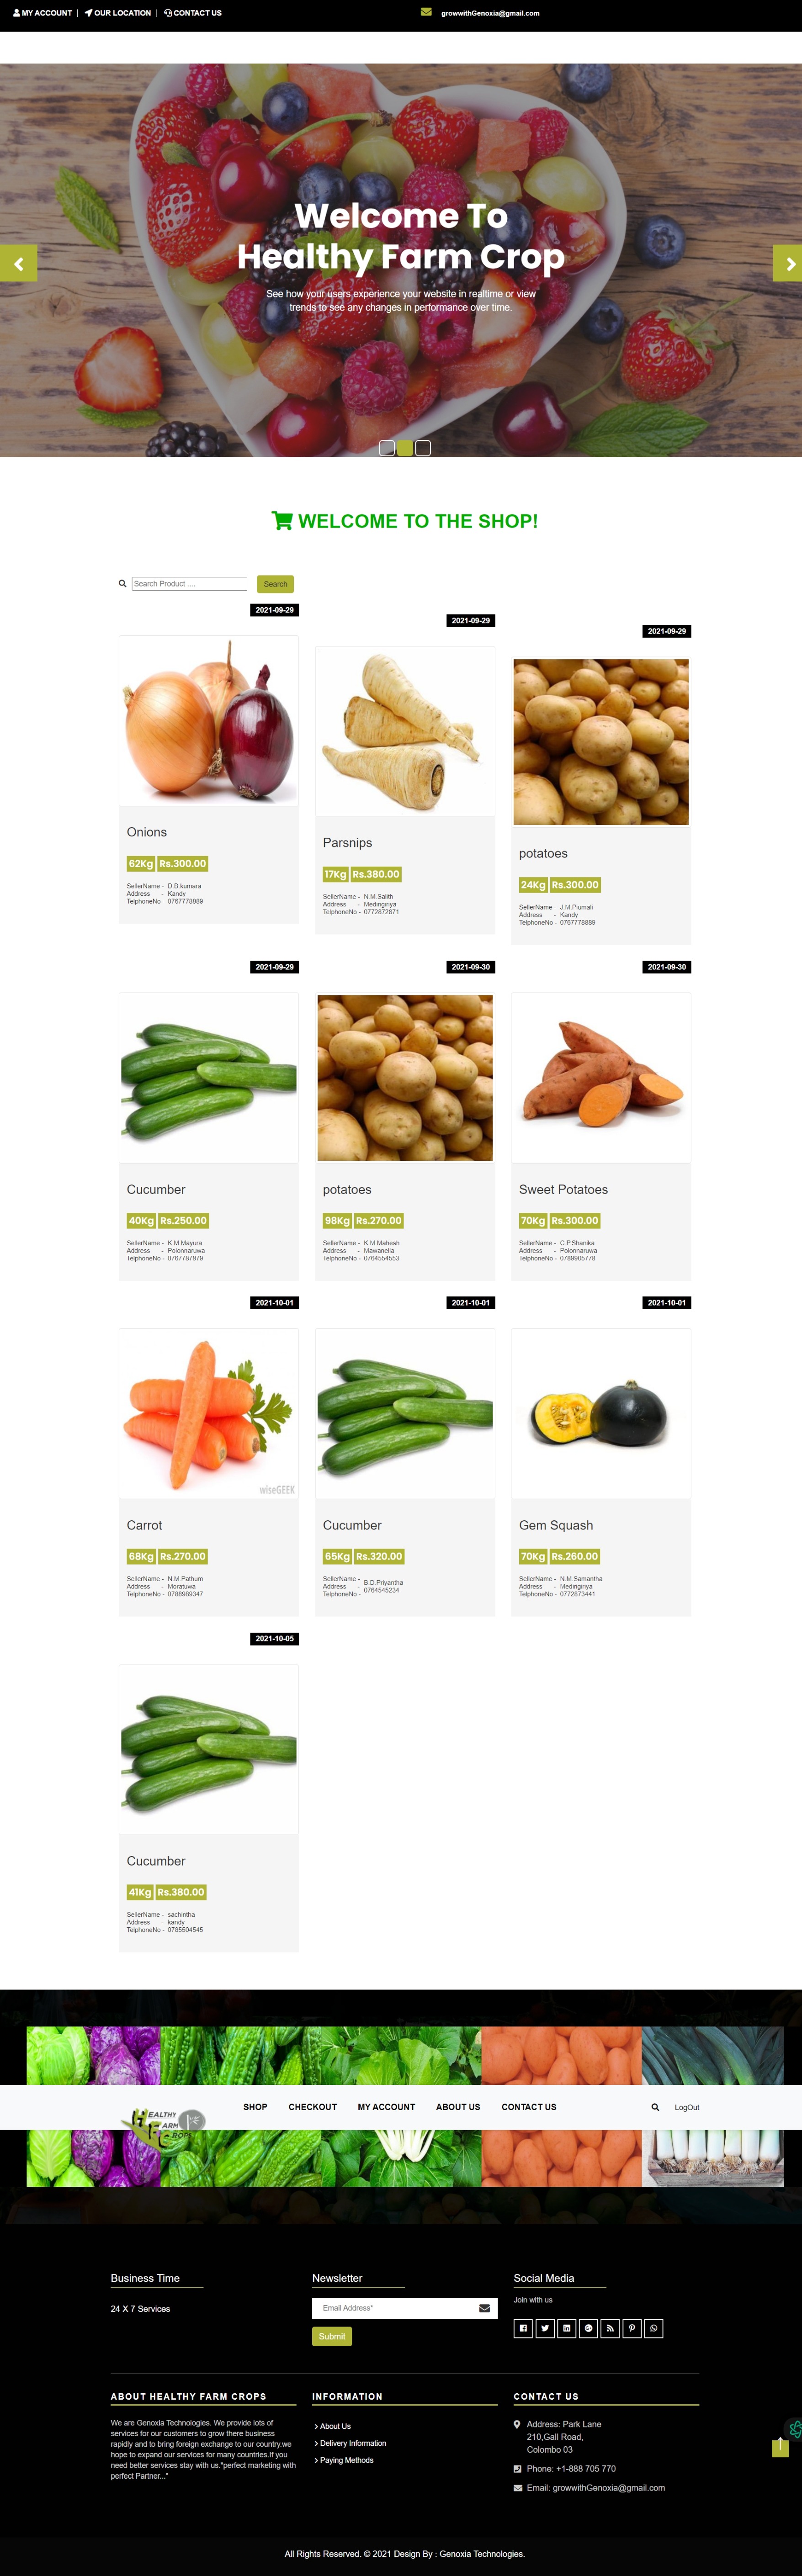 MY ACCOUNT
OUR LOCATION
CONTACT US
growwithGenoxia@gmail.com
Welcome To
Healthy Farm Crop
See how your users experience your website in realtime or view
trends to see any changes in performance over time.
WELCOME TO THE SHOP!
Search Product ....
Search
2021-09-29
Onions
62Kg Rs.300.00
SellerName - D.B.kumara
Address - Kandy
TelphoneNo - 0767778889
2021-09-29
Parsnips
17Kg Rs.380.00
SellerName - N.M.Salith
Address - Medirigiriya
TelphoneNo - 0772872871
2021-09-29
potatoes
24Kg Rs.300.00
SellerName - J.M.Piumali
Address - Kandy
TelphoneNo - 0767778889
2021-09-29
Cucumber
40Kg Rs.250.00
SellerName - K.M.Mayura
Address - Polonnaruwa
TelphoneNo - 0767787879
2021-09-30
potatoes
98Kg Rs.270.00
SellerName - K.M.Mahesh
Address - Mawanella
TelphoneNo - 0764554553
2021-09-30
Sweet Potatoes
70Kg Rs.300.00
SellerName - C.P.Shanika
Address - Polonnaruwa
TelphoneNo - 0789905778
2021-10-01
wiseGEEK
Carrot
68Kg Rs.270.00
SellerName - N.M.Pathum
Address - Moratuwa
TelphoneNo - 0788989347
2021-10-01
Cucumber
65Kg Rs.320.00
SellerName - B.D.Priyantha
Address -
TelphoneNo - 0764545234
2021-10-01
Gem Squash
70Kg Rs.260.00
SellerName - N.M.Samantha
Address - Medirigiriya
TelphoneNo - 0772873441
2021-10-05
Cucumber
41Kg Rs.380.00
SellerName - sachintha
Address - kandy
TelphoneNo - 0785504545
HEALTHY
FARM
CROPS
SHOP
CHECKOUT
MY ACCOUNT
ABOUT US
CONTACT US
LogOut
Business Time
24 X 7 Services
Newsletter
Email Address*
Submit
Social Media
Join with us
ABOUT HEALTHY FARM CROPS
We are Genoxia Technologies. We provide lots of
services for our customers to grow there business
rapidly and to bring foreign exchange to our country.we
hope to expand our services for many countries.If you
need better services stay with us."perfect marketing with
perfect Partner..."
INFORMATION
About Us
Delivery Information
Paying Methods
CONTACT US
Address: Park Lane
210,Gall Road,
Colombo 03
Phone: +1-888 705 770
Email: growwithGenoxia@gmail.com
All Rights Reserved. © 2021 Design By : Genoxia Technologies.